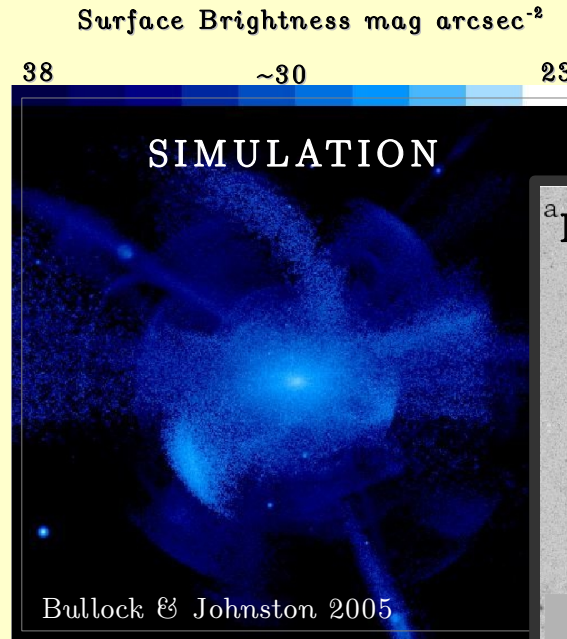 Surface Brightness mag arcsec⁻²
38 ~30 23
SIMULATION
a
Bullock & Johnston 2005